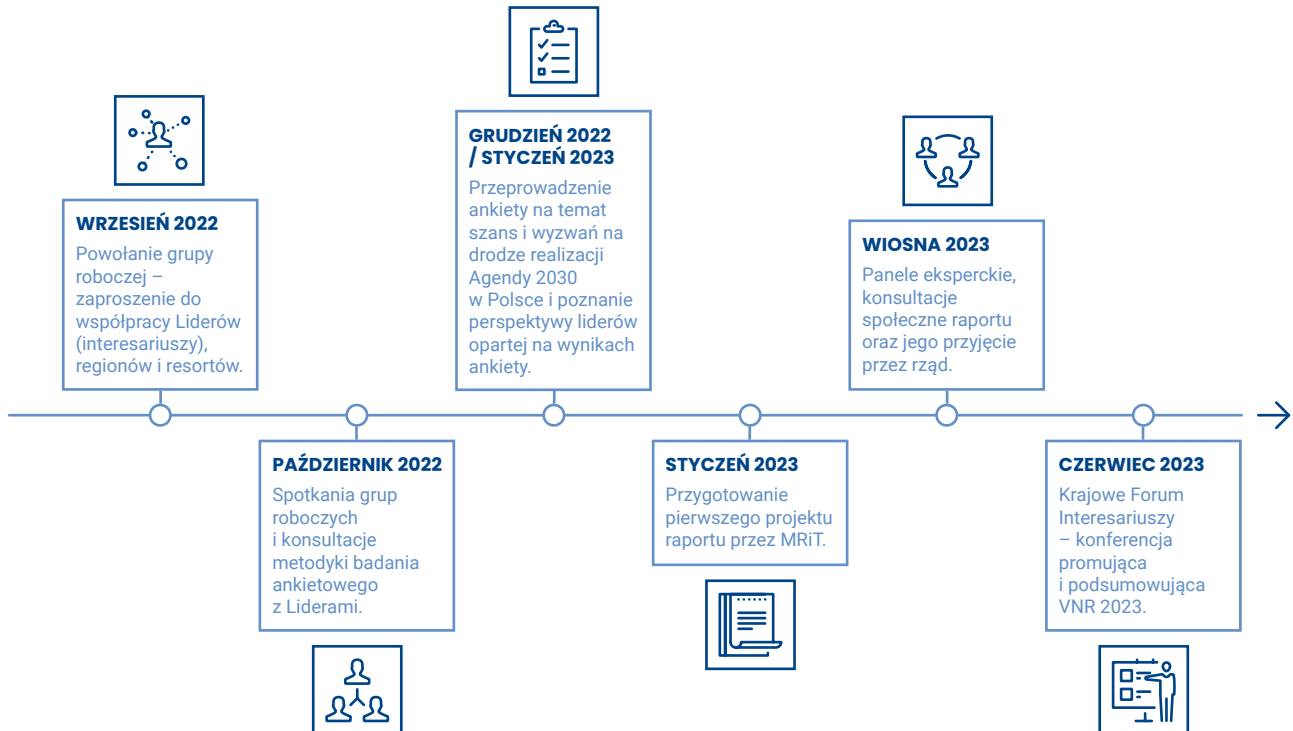 WRZESIEŃ 2022
Powołanie grupy
roboczej –
zaproszenie do
współpracy Liderów
(interesariuszy),
regionów i resortów.
PAŹDZIERNIK 2022
Spotkania grup
roboczych
i konsultacje
metodyki badania
ankietowego
z Liderami.
GRUDZIEŃ 2022
/ STYCZEŃ 2023
Przeprowadzenie
ankiety na temat
szans i wyzwań na
drodze realizacji
Agendy 2030
w Polsce i poznanie
perspektywy liderów
opartej na wynikach
ankiety.
STYCZEŃ 2023
Przygotowanie
pierwszego projektu
raportu przez MRiT.
WIOSNA 2023
Panele eksperckie,
konsultacje
społeczne raportu
oraz jego przyjęcie
przez rząd.
CZERWIEC 2023
Krajowe Forum
Interesariuszy
– konferencja
promująca
i podsumowująca
VNR 2023.